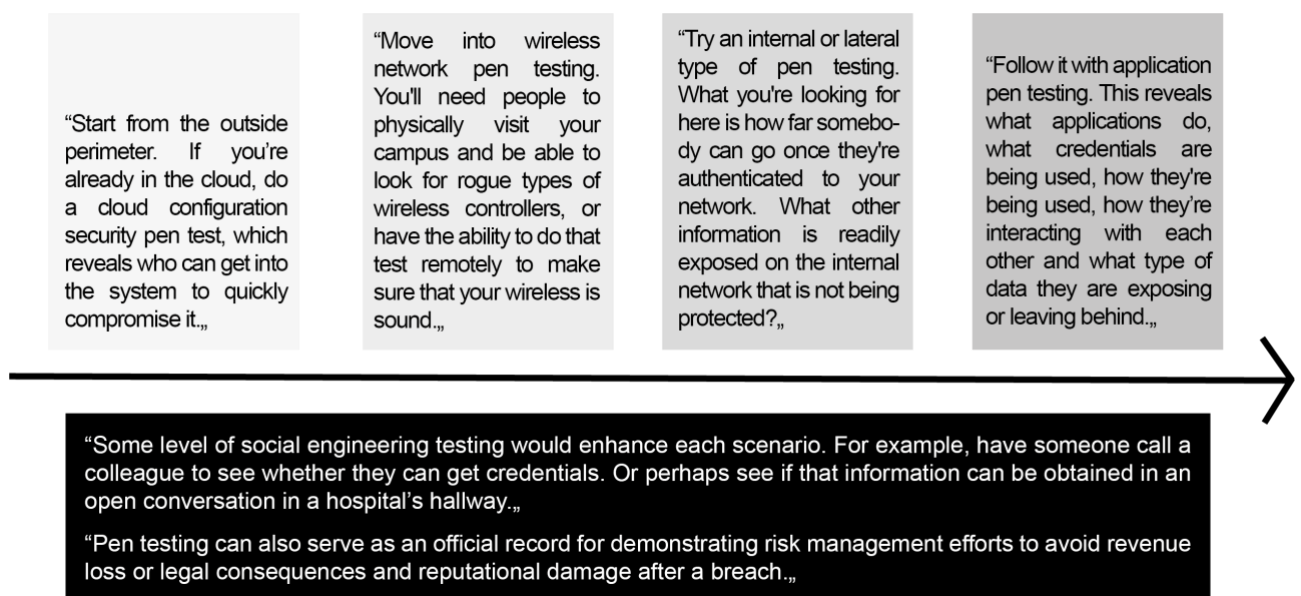 “Start from the outside
perimeter. If you’re
already in the cloud, do
a cloud configuration
security pen test, which
reveals who can get into
the system to quickly
compromise it.„
“Move into wireless
network pen testing.
You'll need people to
physically visit your
campus and be able to
look for rogue types of
wireless controllers, or
have the ability to do that
test remotely to make
sure that your wireless is
sound.„
“Try an internal or lateral
type of pen testing.
What you're looking for
here is how far somebo-
dy can go once they're
authenticated to your
network. What other
information is readily
exposed on the internal
network that is not being
protected?„
“Follow it with application
pen testing. This reveals
what applications do,
what credentials are
being used, how they're
being used, how they’re
interacting with each
other and what type of
data they are exposing
or leaving behind.„
“Some level of social engineering testing would enhance each scenario. For example, have someone call a
colleague to see whether they can get credentials. Or perhaps see if that information can be obtained in an
open conversation in a hospital’s hallway.„
“Pen testing can also serve as an official record for demonstrating risk management efforts to avoid revenue
loss or legal consequences and reputational damage after a breach.„